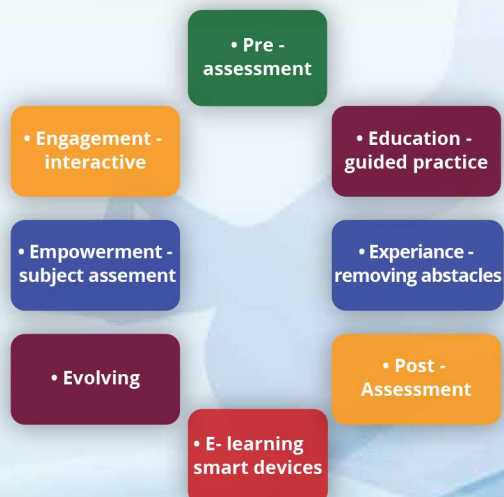 • Pre -
assessment
• Engagement -
interactive
• Education -
guided practice
• Empowerment -
subject assement
• Experiance -
removing abstacles
• Evolving
• Post -
Assessment
• E- learning
smart devices